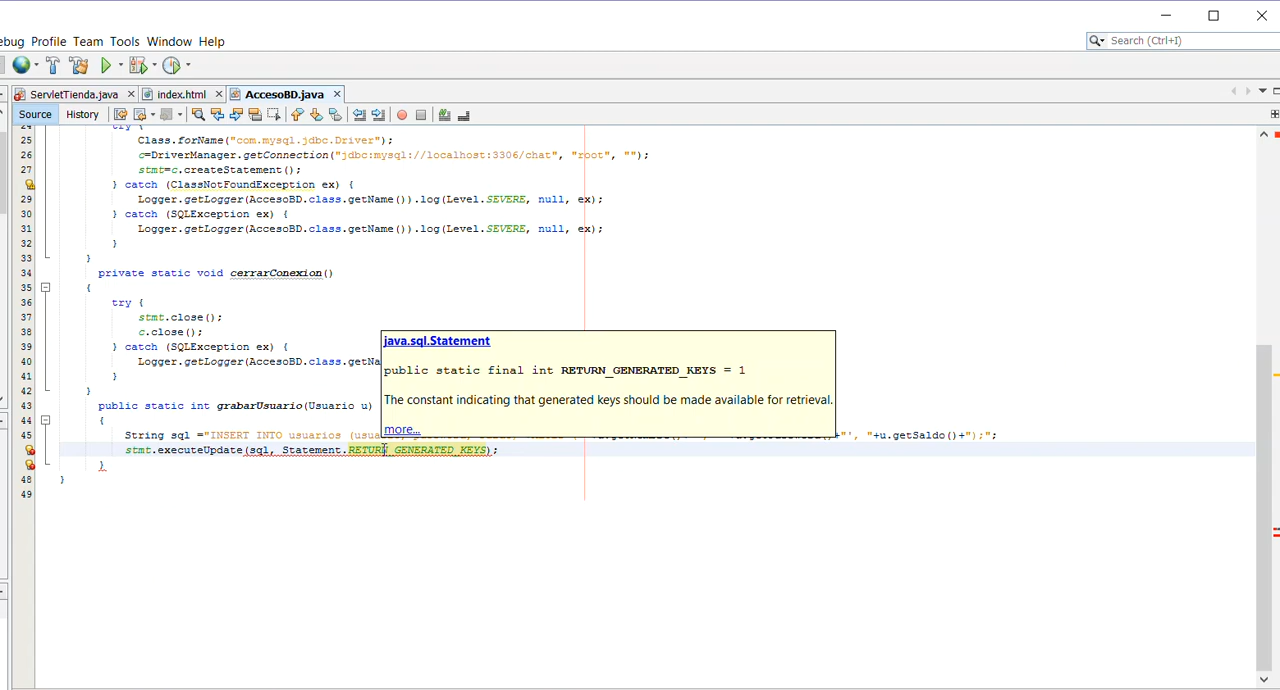 ebug Profile Team Tools Window Help
Search (Ctrl+I)
ServletTienda.java index.html AccesoBD.java
Source History
24 try {
25 Class.forName("com.mysql.jdbc.Driver");
26 c=DriverManager.getConnection("jdbc:mysql://localhost:3306/chat", "root", "");
27 stmt=c.createStatement();
} catch (ClassNotFoundException ex) {
29 Logger.getLogger(AccesoBD.class.getName()).log(Level.SEVERE, null, ex);
30 } catch (SQLException ex) {
31 Logger.getLogger(AccesoBD.class.getName()).log(Level.SEVERE, null, ex);
32 }
33 }
34 private static void cerrarConexion()
35 {
36 try {
37 stmt.close();
38 c.close();
39 } catch (SQLException ex) {
40 Logger.getLogger(AccesoBD.class.getNa
41 }
42 }
43 public static int grabarUsuario(Usuario u)
44 {
45 String sql ="INSERT INTO usuarios (usua +"', "+u.getSaldo()+");";
stmt.executeUpdate(sql, Statement.RETURN_GENERATED_KEYS);
}
48 }
49
java.sql.Statement
public static final int RETURN_GENERATED_KEYS = 1
The constant indicating that generated keys should be made available for retrieval.
more...